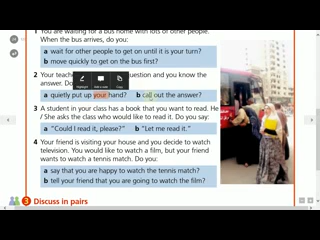 1 You are waiting for a bus home with lots of other people.
When the bus arrives, do you:
a wait for other people to get on until it is your turn?
b move quickly to get on the bus first?
2 Your teac
uestion and you know the
answer. Do
Highlight
Add a note
Copy
a quietly put up your hand? b call out the answer?
3 A student in your class has a book that you want to read. He
/ She asks the class who would like to read it. Do you say:
a "Could I read it, please?" b "Let me read it."
4 Your friend is visiting your house and you decide to watch
television. You would like to watch a film, but your friend
wants to watch a tennis match. Do you:
a say that you are happy to watch the tennis match?
b tell your friend that you are going to watch the film?
3 Discuss in pairs